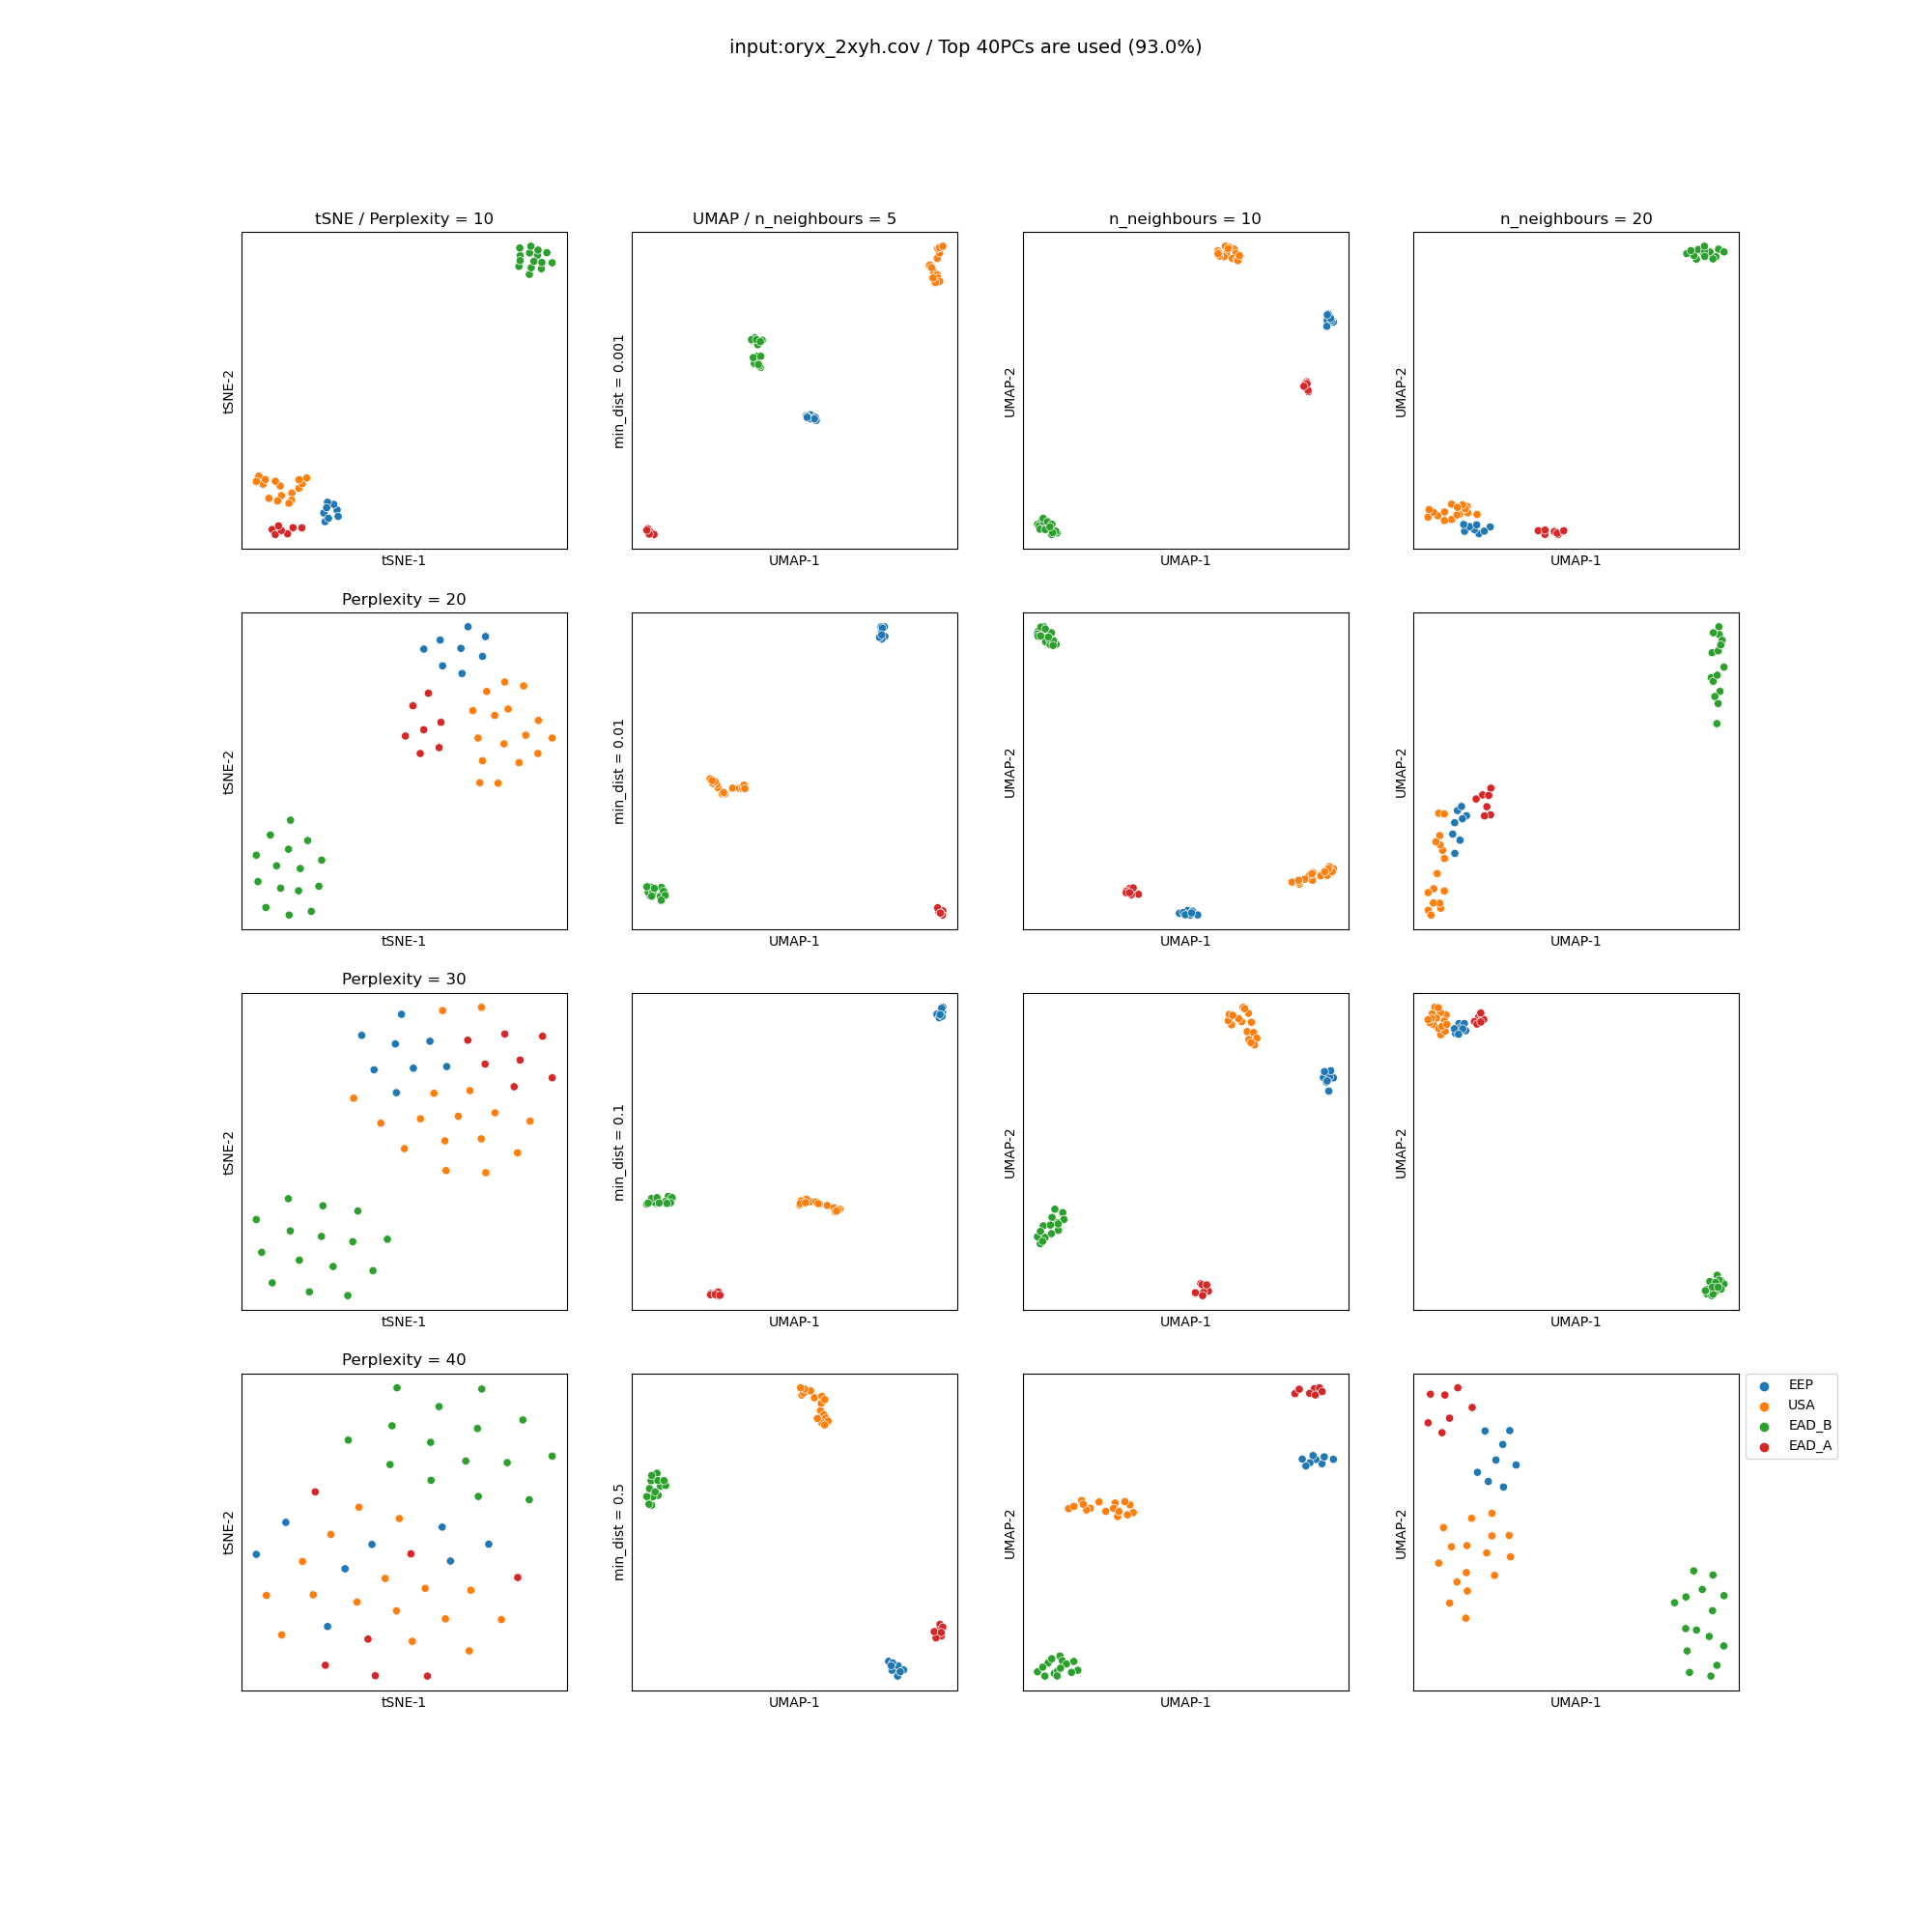 input:oryx_2xyh.cov / Top 40PCs are used (93.0%)
tSNE / Perplexity = 10
UMAP / n_neighbours = 5
n_neighbours = 10
n_neighbours = 20
tSNE-2
min_dist = 0.001
UMAP-2
UMAP-2
tSNE-1
UMAP-1
UMAP-1
UMAP-1
Perplexity = 20
tSNE-2
min_dist = 0.01
UMAP-2
UMAP-2
tSNE-1
UMAP-1
UMAP-1
UMAP-1
Perplexity = 30
tSNE-2
min_dist = 0.1
UMAP-2
UMAP-2
tSNE-1
UMAP-1
UMAP-1
UMAP-1
Perplexity = 40
tSNE-2
min_dist = 0.5
UMAP-2
UMAP-2
EEP
USA
EAD_B
EAD_A
tSNE-1
UMAP-1
UMAP-1
UMAP-1